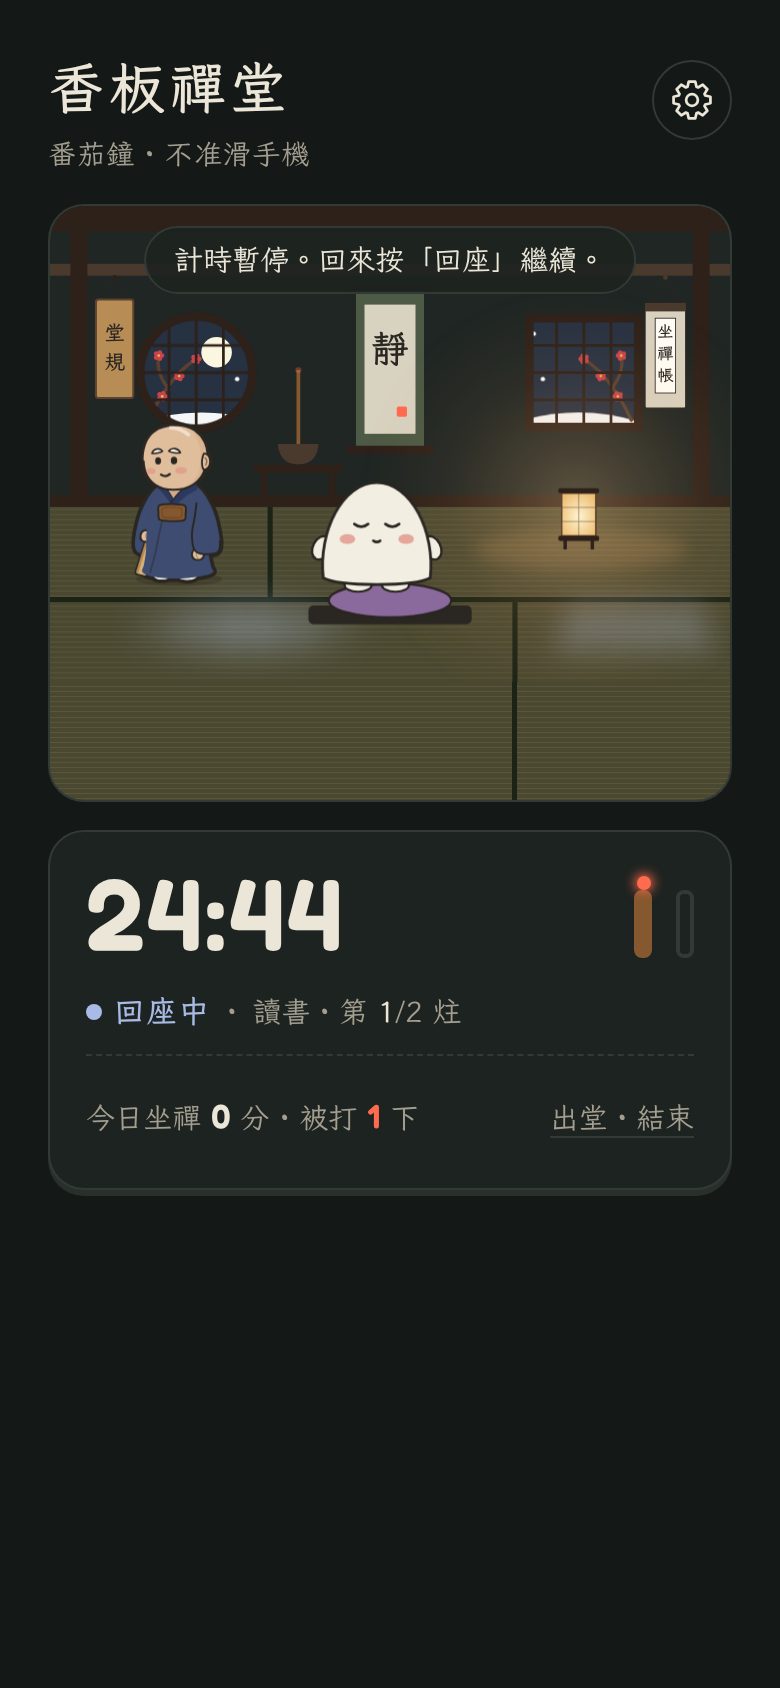 香板禪堂
番茄鐘・不准滑手機
計時暫停。回來按「回座」繼續。
堂規
靜
坐禪帳
24:44
回座中・讀書・第 1/2 炷
今日坐禪 0 分・被打 1 下
出堂・結束